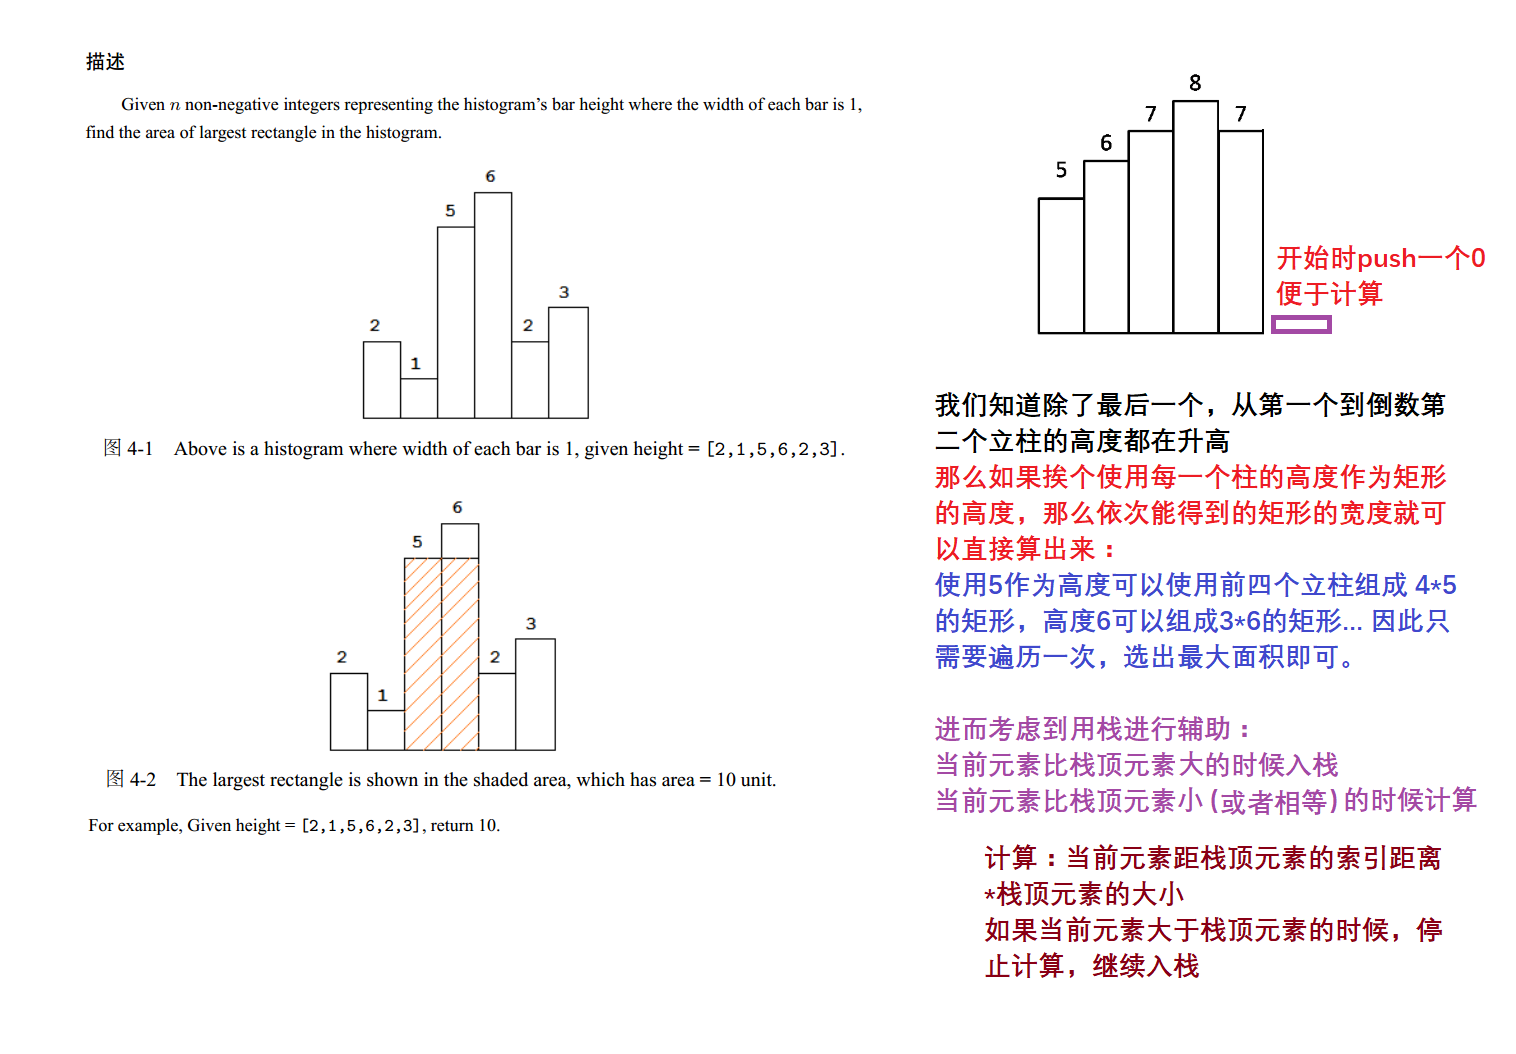 描述
Given n non-negative integers representing the histogram's bar height where the width of each bar is 1,
find the area of largest rectangle in the histogram.
6
5
3
2
2
1
图 4-1 Above is a histogram where width of each bar is 1, given height = [2,1,5,6,2,3].
6
5
3
2
2
1
图 4-2 The largest rectangle is shown in the shaded area, which has area = 10 unit.
For example, Given height = [2,1,5,6,2,3], return 10.
8
7
7
6
5
开始时push一个0
便于计算
我们知道除了最后一个，从第一个到倒数第
二个立柱的高度都在升高
那么如果挨个使用每一个柱的高度作为矩形
的高度，那么依次能得到的矩形的宽度就可
以直接算出来：
使用5作为高度可以使用前四个立柱组成 4*5
的矩形，高度6可以组成3*6的矩形... 因此只
需要遍历一次，选出最大面积即可。
进而考虑到用栈进行辅助：
当前元素比栈顶元素大的时候入栈
当前元素比栈顶元素小(或者相等)的时候计算
计算：当前元素距栈顶元素的索引距离
*栈顶元素的大小
如果当前元素大于栈顶元素的时候，停
止计算，继续入栈